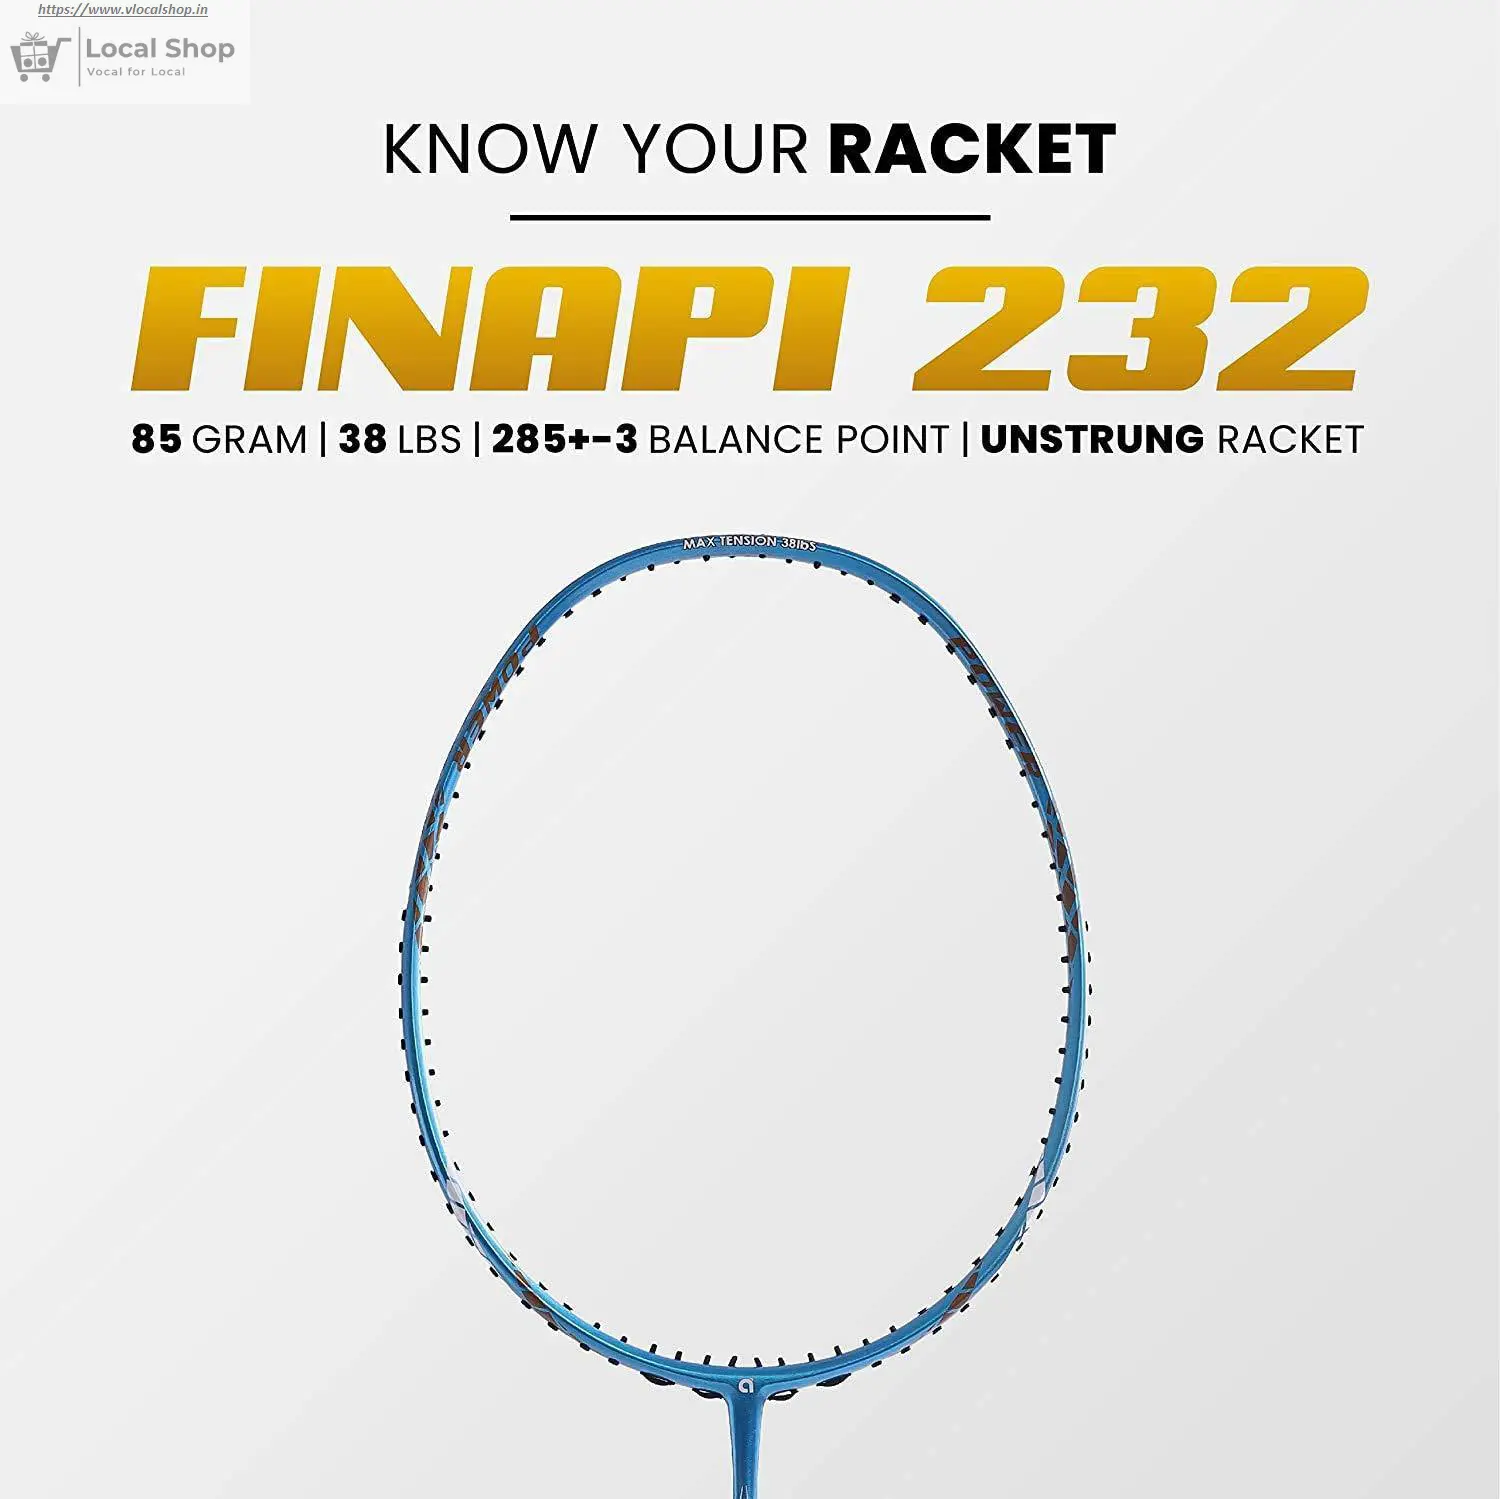 https://www.vlocalshop.in
Local Shop
Vocal for Local
KNOW YOUR RACKET
FINAPI 232
85 GRAM | 38 LBS | 285+-3 BALANCE POINT | UNSTRUNG RACKET
MAX TENSION 38lbS
POWER
POWER
a